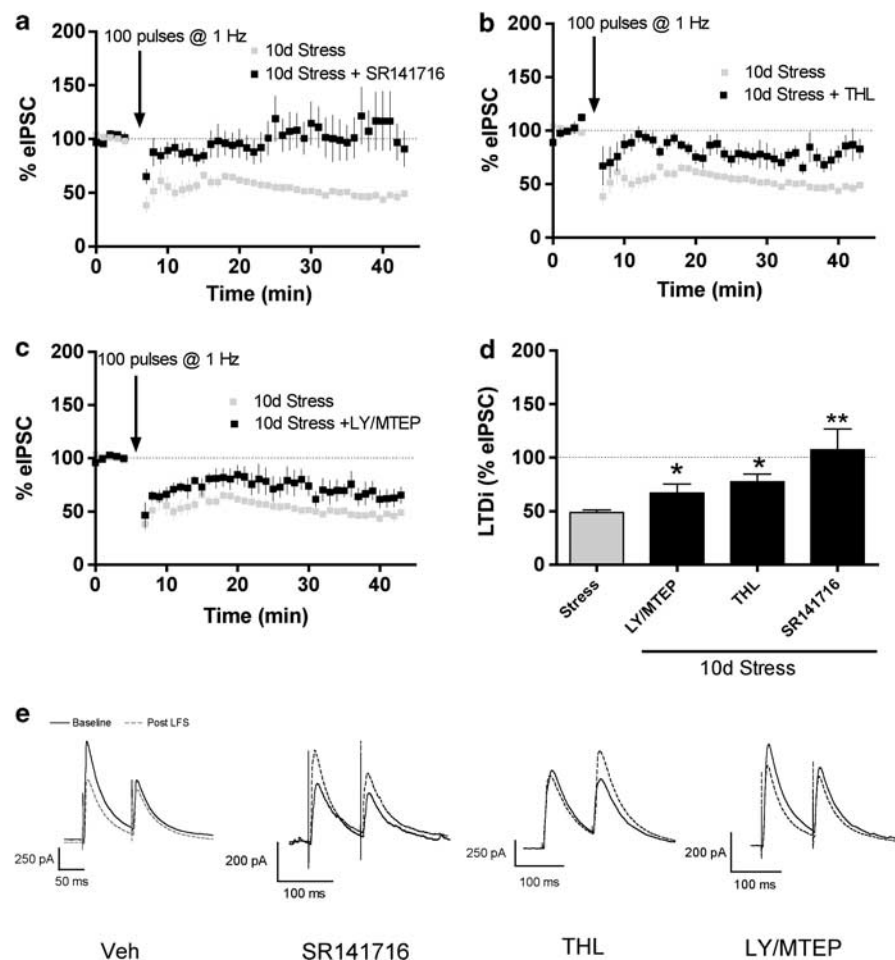 a
100 pulses @ 1 Hz
10d Stress
10d Stress + SR141716
% eIPSC
200
150
100
50
0
0 10 20 30 40
Time (min)
b
100 pulses @ 1 Hz
10d Stress
10d Stress + THL
% eIPSC
200
150
100
50
0
0 10 20 30 40
Time (min)
c
100 pulses @ 1 Hz
10d Stress
10d Stress +LY/MTEP
% eIPSC
200
150
100
50
0
0 10 20 30 40
Time (min)
d
LTDi (% eIPSC)
200
150
100
50
0
*
*
**
Stress
LY/MTEP
THL
SR141716
10d Stress
e
Baseline
Post LFS
250 pA
50 ms
Veh
200 pA
100 ms
SR141716
250 pA
100 ms
THL
200 pA
100 ms
LY/MTEP